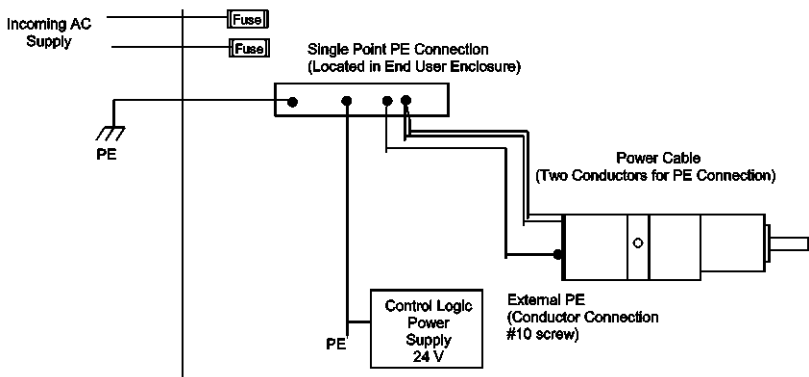 Incoming AC
Supply
Fuse
Fuse
Single Point PE Connection
(Located in End User Enclosure)
PE
Power Cable
(Two Conductors for PE Connection)
External PE
(Conductor Connection
#10 screw)
Control Logic
Power
Supply
24 V
PE